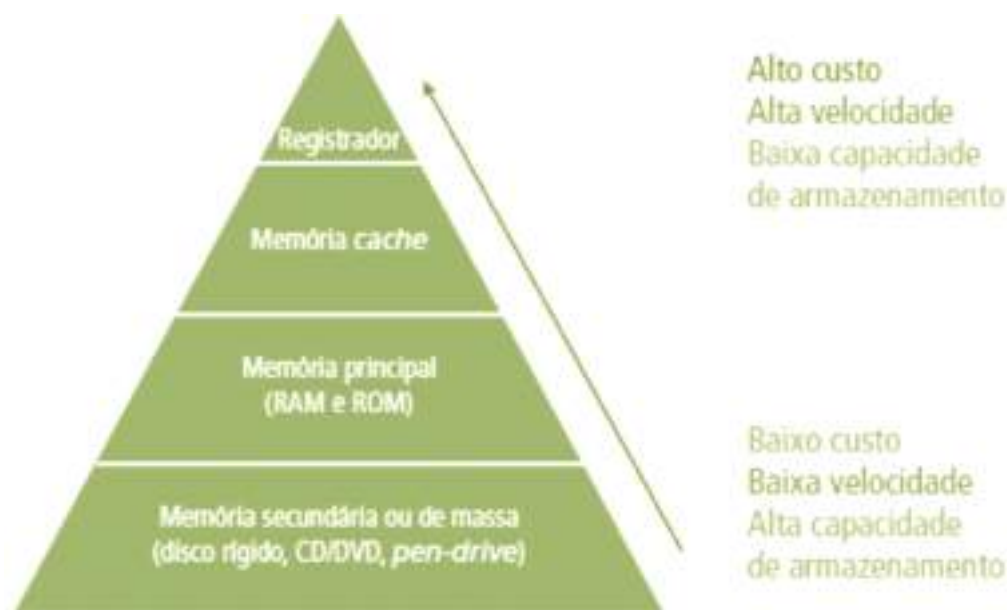 Registrador
Memória cache
Memória principal
(RAM e ROM)
Memória secundária ou de massa
(disco rígido, CD/DVD, pen-drive)
Alto custo
Alta velocidade
Baixa capacidade
de armazenamento
Baixo custo
Baixa velocidade
Alta capacidade
de armazenamento